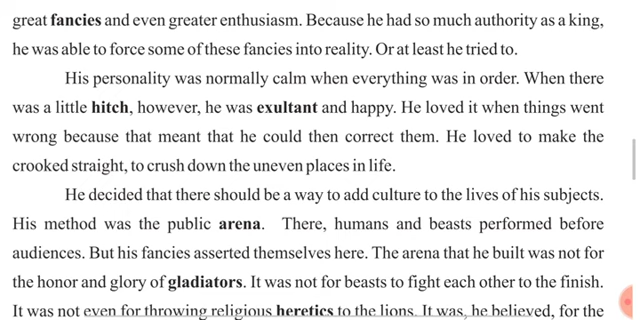 great fancies and even greater enthusiasm. Because he had so much authority as a king,
he was able to force some of these fancies into reality. Or at least he tried to.
His personality was normally calm when everything was in order. When there
was a little hitch, however, he was exultant and happy. He loved it when things went
wrong because that meant that he could then correct them. He loved to make the
crooked straight, to crush down the uneven places in life.
He decided that there should be a way to add culture to the lives of his subjects.
His method was the public arena. There, humans and beasts performed before
audiences. But his fancies asserted themselves here. The arena that he built was not for
the honor and glory of gladiators. It was not for beasts to fight each other to the finish.
It was not even for throwing religious heretics to the lions. It was, he believed, for the